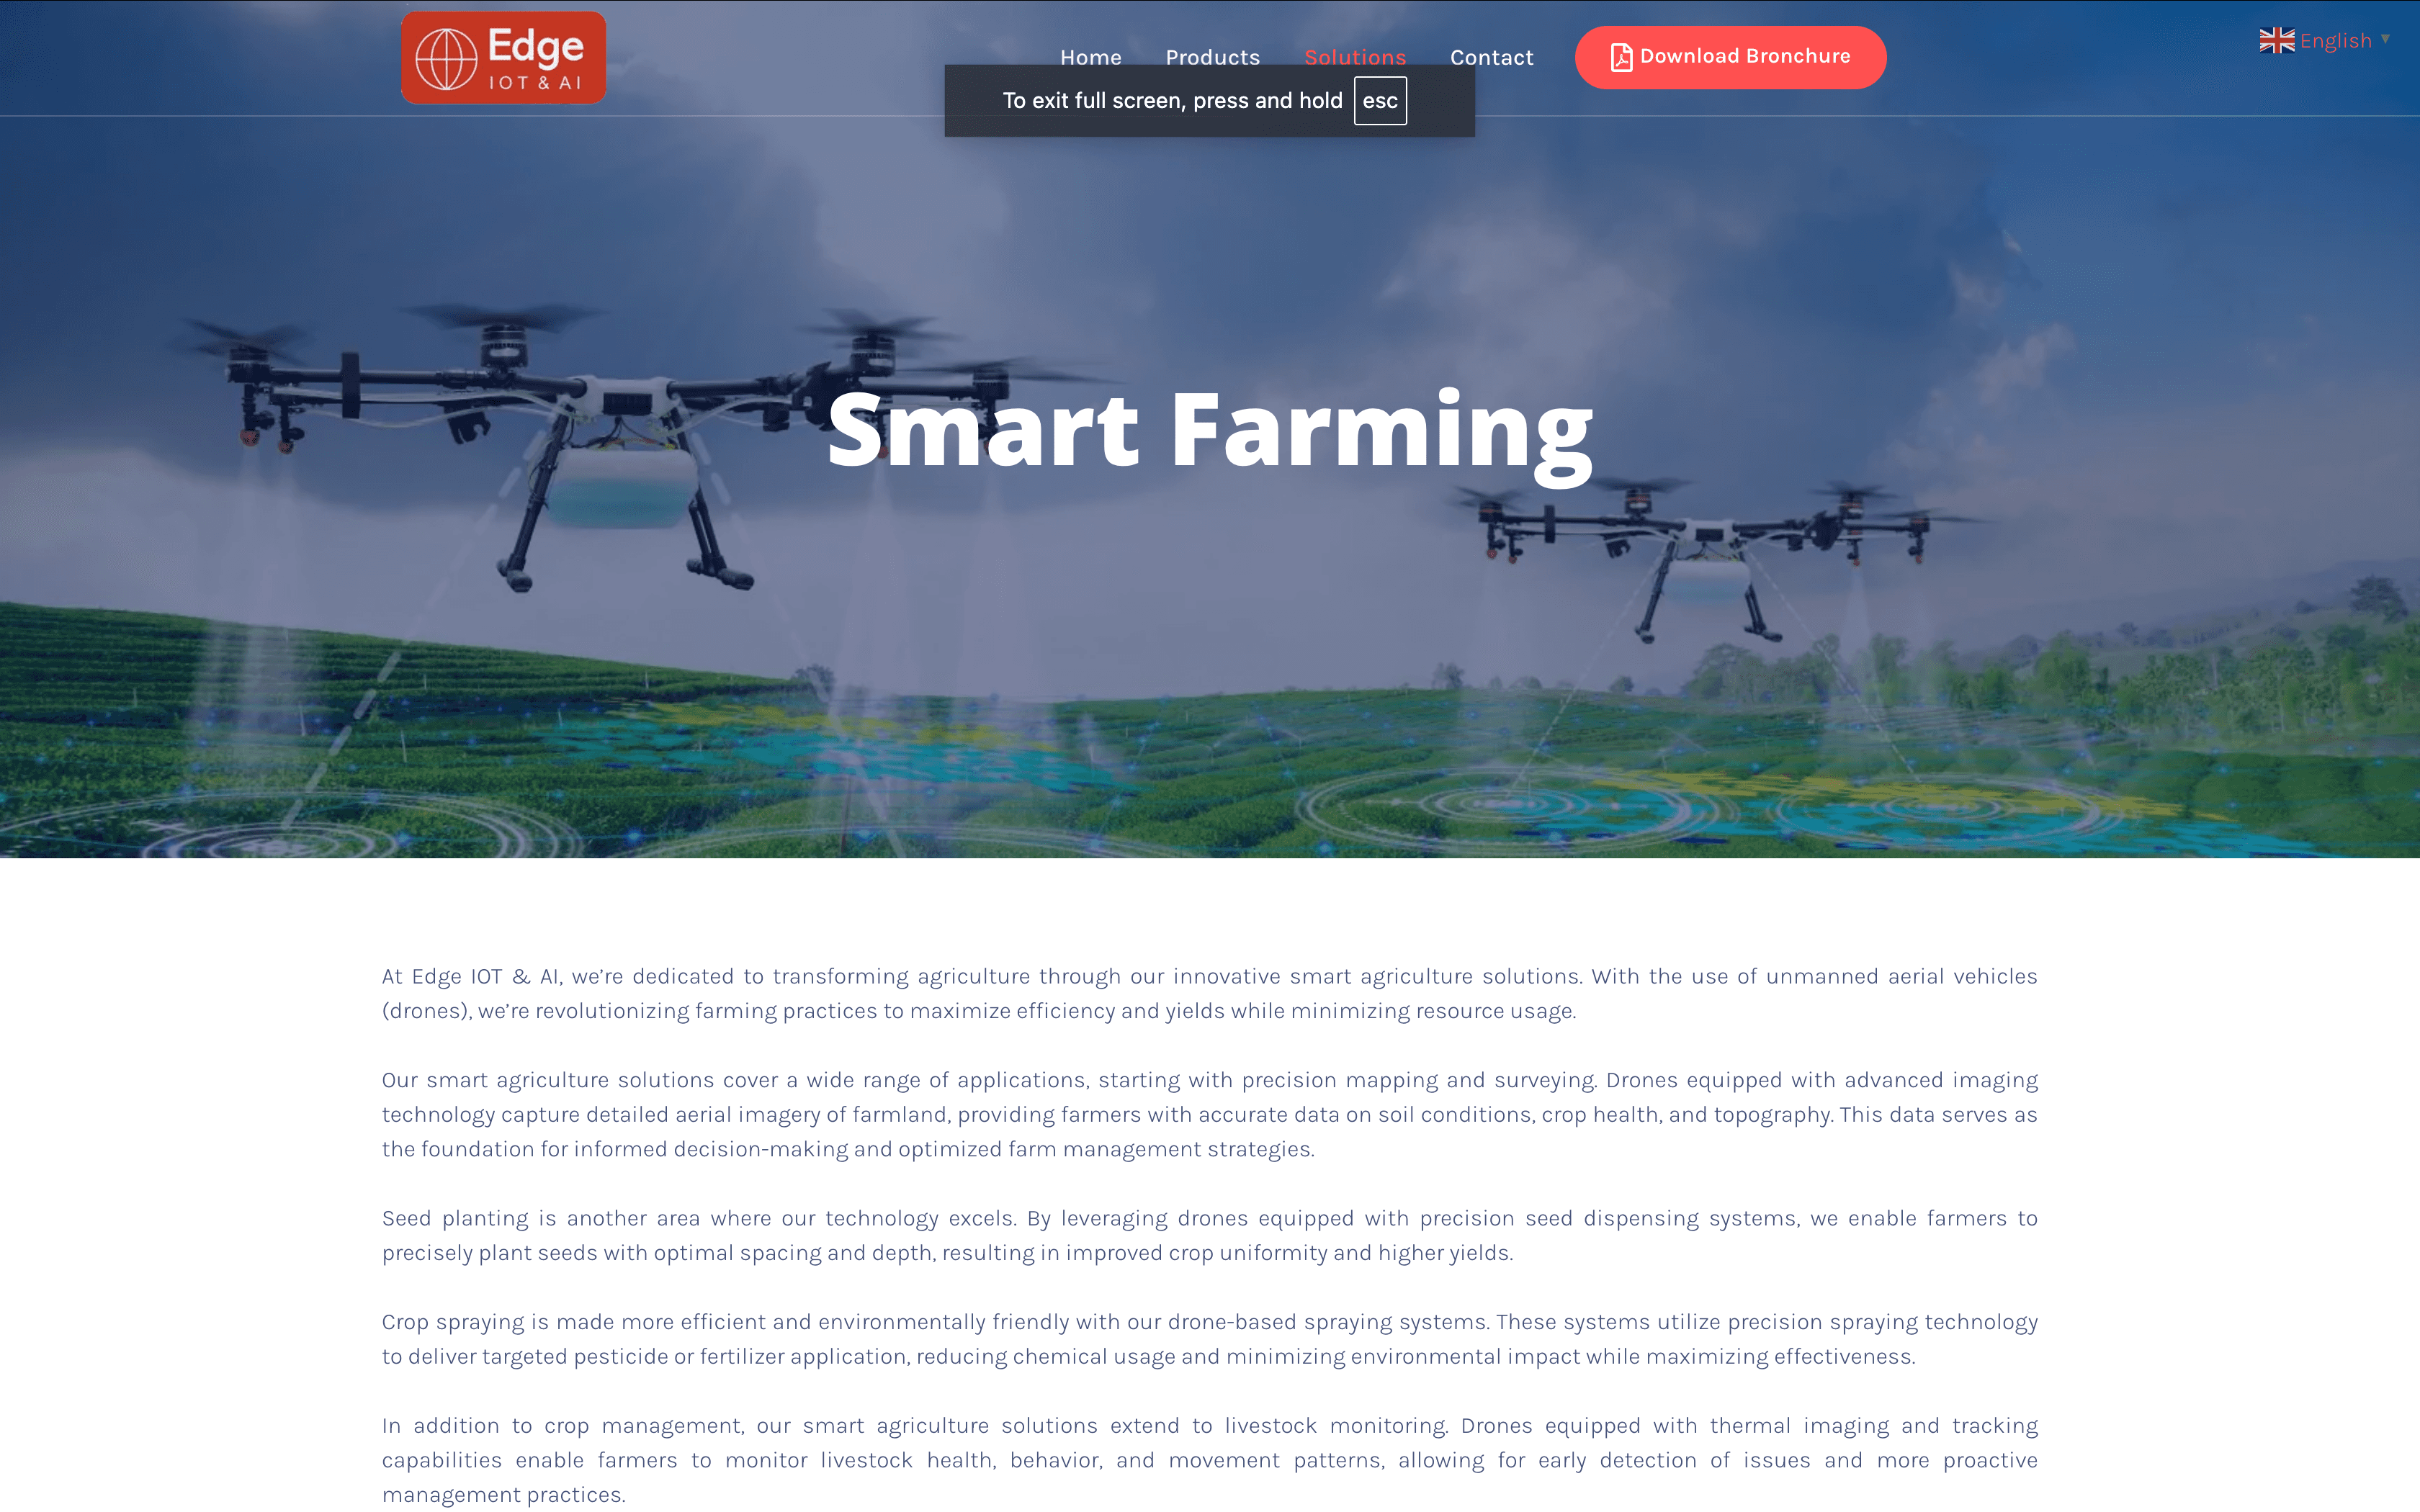 Edge
IOT & AI
Home
Products
Solutions
Contact
Download Bronchure
English
To exit full screen, press and hold esc
Smart Farming
At Edge IOT & AI, we’re dedicated to transforming agriculture through our innovative smart agriculture solutions. With the use of unmanned aerial vehicles
(drones), we’re revolutionizing farming practices to maximize efficiency and yields while minimizing resource usage.
Our smart agriculture solutions cover a wide range of applications, starting with precision mapping and surveying. Drones equipped with advanced imaging
technology capture detailed aerial imagery of farmland, providing farmers with accurate data on soil conditions, crop health, and topography. This data serves as
the foundation for informed decision-making and optimized farm management strategies.
Seed planting is another area where our technology excels. By leveraging drones equipped with precision seed dispensing systems, we enable farmers to
precisely plant seeds with optimal spacing and depth, resulting in improved crop uniformity and higher yields.
Crop spraying is made more efficient and environmentally friendly with our drone-based spraying systems. These systems utilize precision spraying technology
to deliver targeted pesticide or fertilizer application, reducing chemical usage and minimizing environmental impact while maximizing effectiveness.
In addition to crop management, our smart agriculture solutions extend to livestock monitoring. Drones equipped with thermal imaging and tracking
capabilities enable farmers to monitor livestock health, behavior, and movement patterns, allowing for early detection of issues and more proactive
management practices.